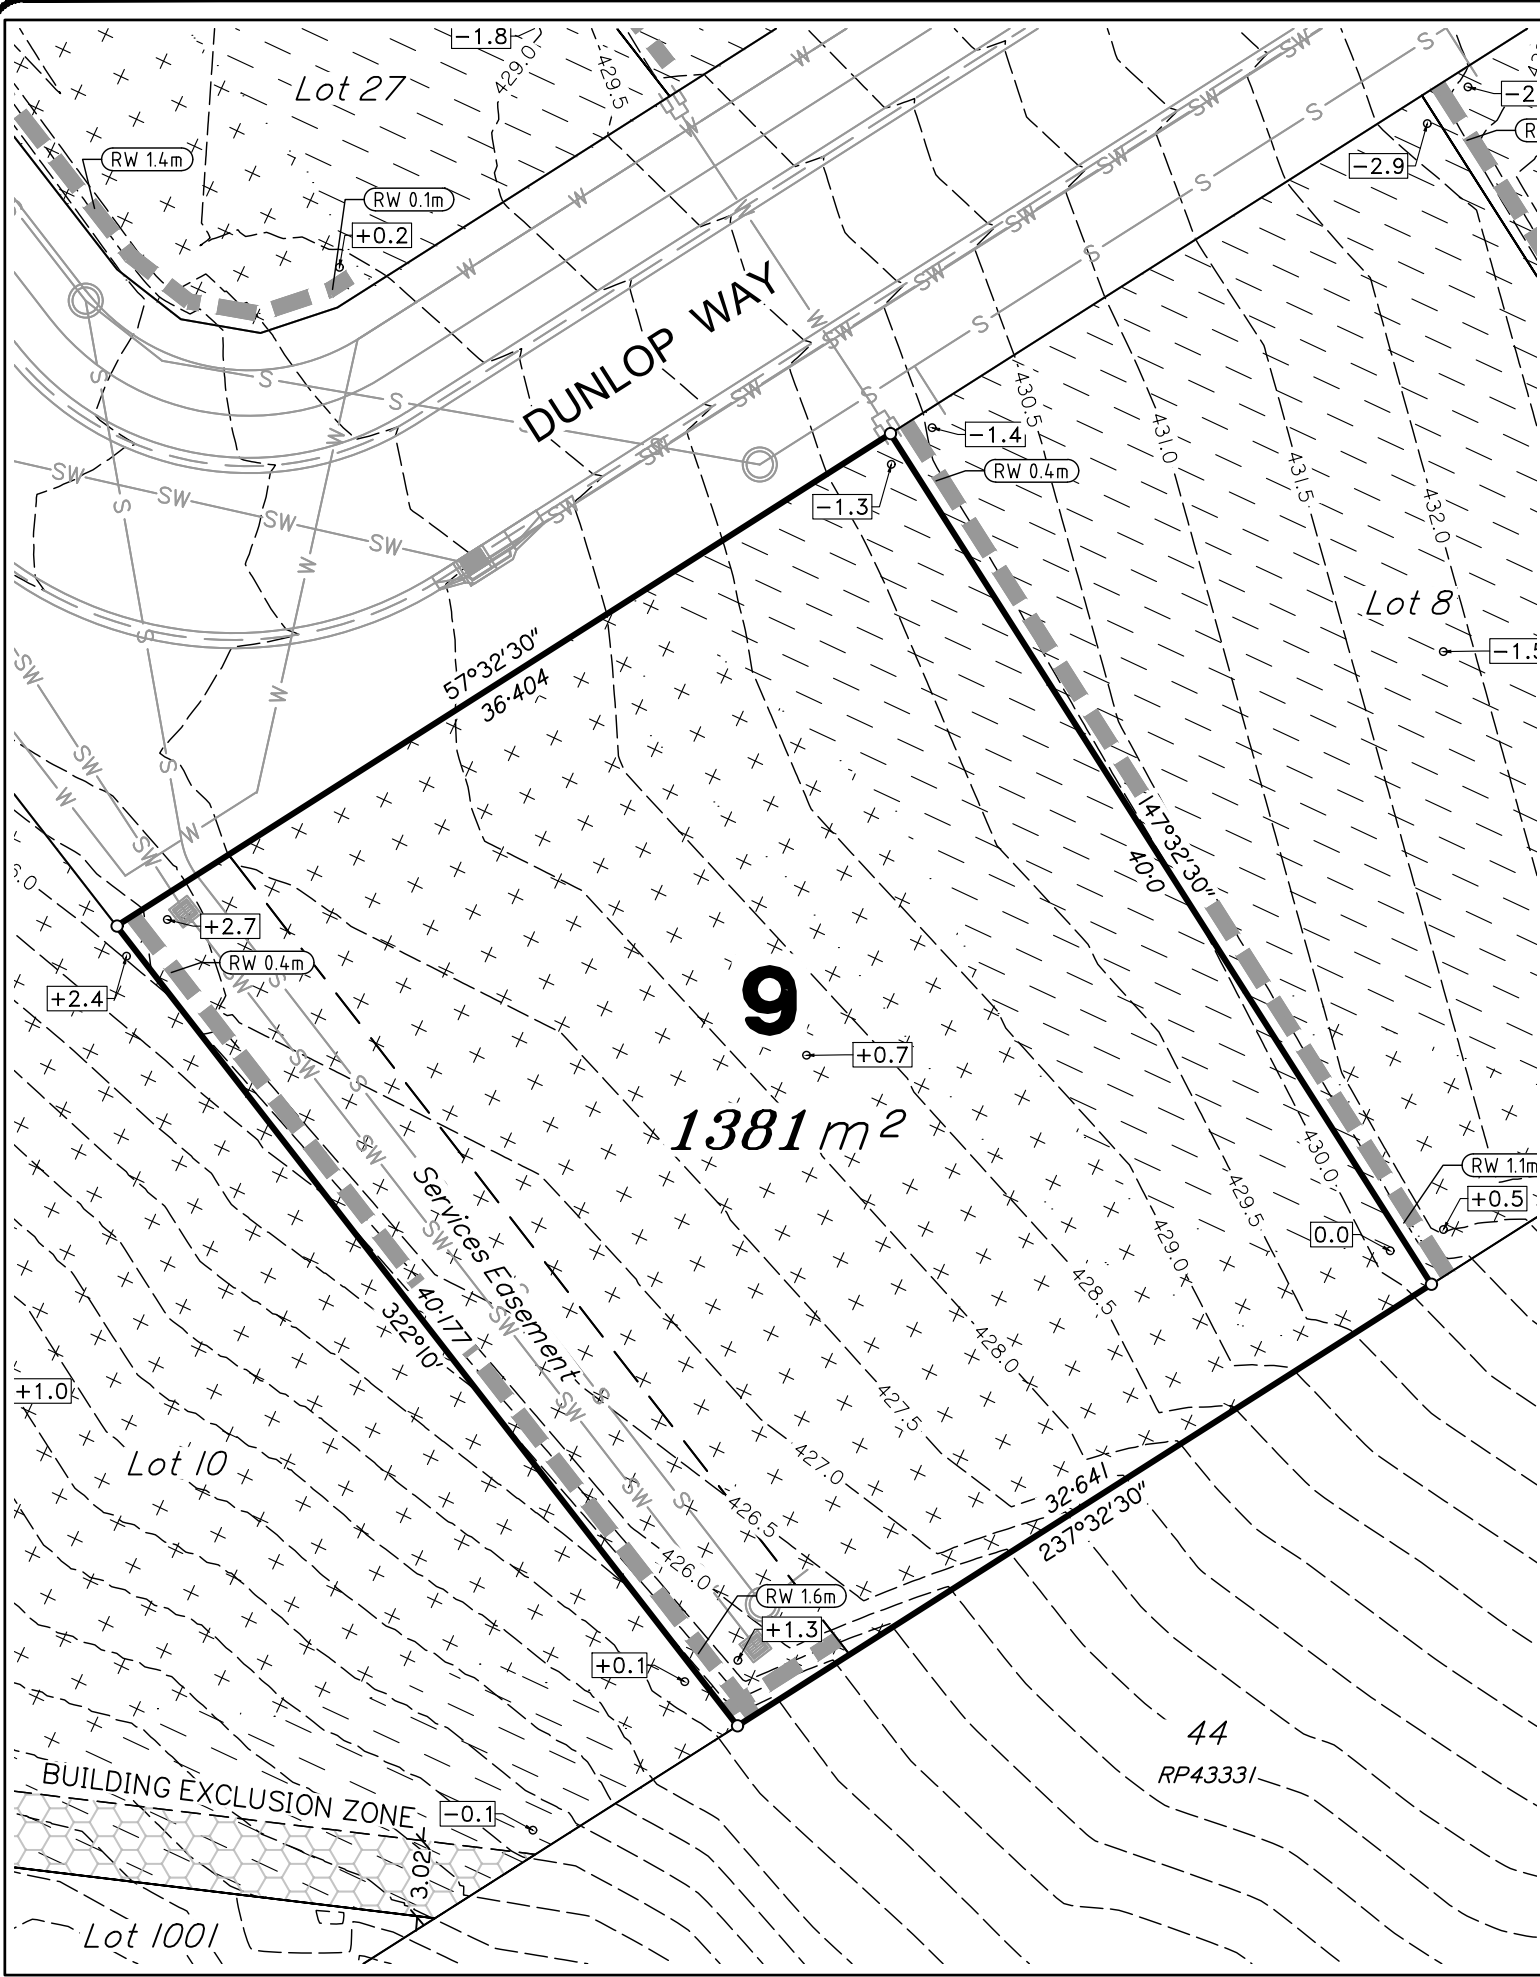 -1.8
Lot 27
429.0
429.5
W
S
SW
RW 1.4m
RW 0.1m
+0.2
-2.9
DUNLOP WAY
-1.4
RW 0.4m
-1.3
430.5
431.0
431.5
432.0
Lot 8
57°32'30"
36·404
147°32'30"
40·0
+2.7
RW 0.4m
+2.4
9
+0.7
1381 m²
Services Easement
40·177
322°10'
430.0
429.5
429.0
428.5
428.0
427.5
427.0
426.5
426.0
RW 1.1m
+0.5
0.0
+1.0
Lot 10
32·641
237°32'30"
RW 1.6m
+1.3
+0.1
44
RP43331
BUILDING EXCLUSION ZONE
-0.1
3.02
Lot 1001